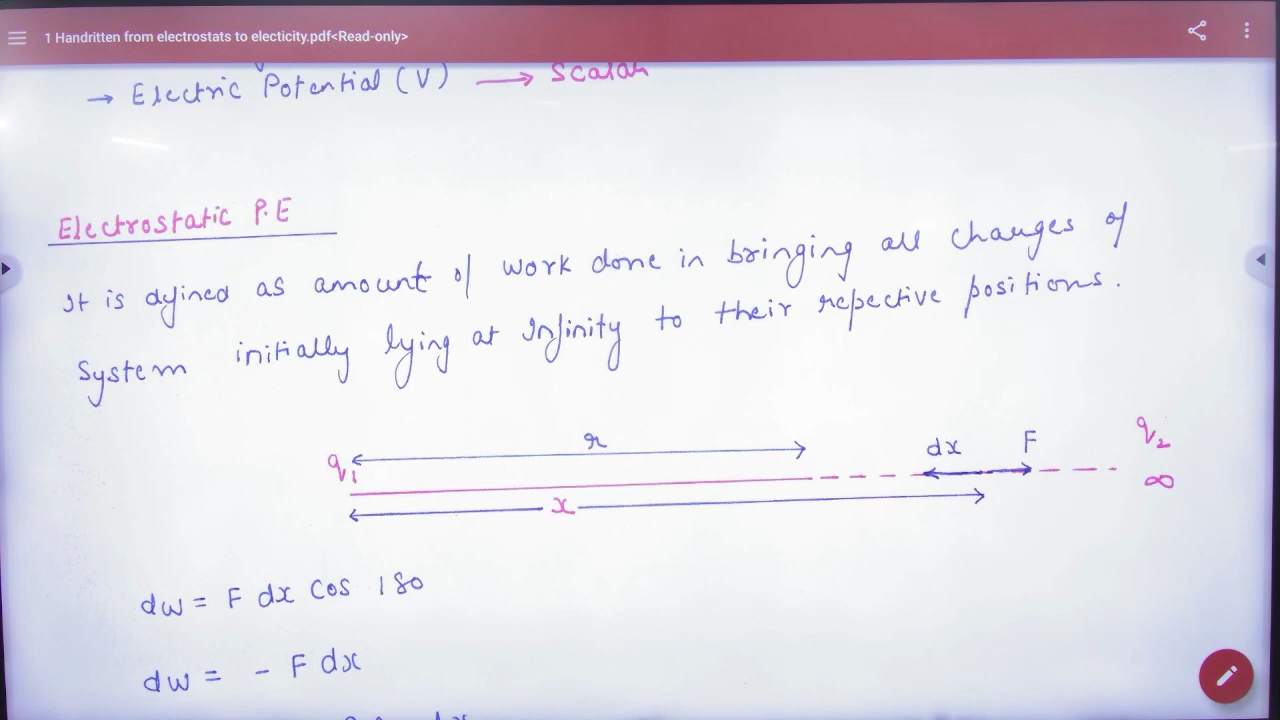 1 Handritten from electrostats to electicity.pdf<Read-only>
→ Electric Potential (V) → Scalar
Electrostatic P.E
It is defined as amount of work done in bringing all charges of
System initially lying at Infinity to their repective positions.
r dx F q₂
q₁
x ∞
dw = F dx Cos 180
dw = - F dx